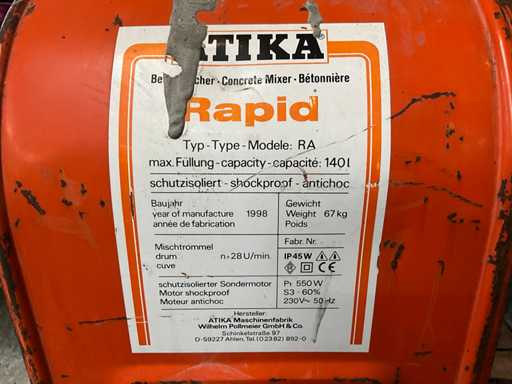 ATIKA
Concrete Mixer · Bétonnière
Rapid
Typ - Type - Modele: RA
max. Füllung - capacity - capacité: 140 l
schutzisoliert - shockproof - antichoc
Baujahr
year of manufacture 1998
année de fabrication
Gewicht
Weight 67 kg
Poids
Mischtrommel
drum n=28 U/min.
cuve
Fabr. Nr.
IP45W
CE
schutzisolierter Sondermotor
Motor shockproof
Moteur antichoc
P1 550 W
S3 - 60%
230V~ 50 Hz
Hersteller:
ATIKA Maschinenfabrik
Wilhelm Pollmeier GmbH & Co.
Schinkelstraße 97
D-59227 Ahlen, Tel. (02382) 892-0